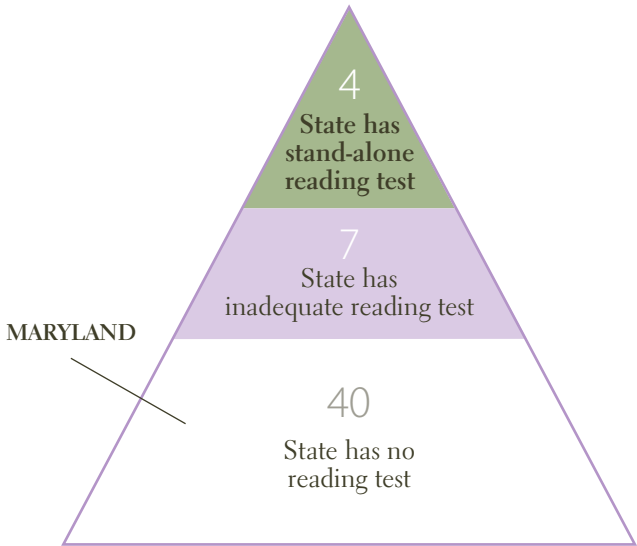 4
State has
stand-alone
reading test
7
State has
inadequate reading test
MARYLAND
40
State has no
reading test